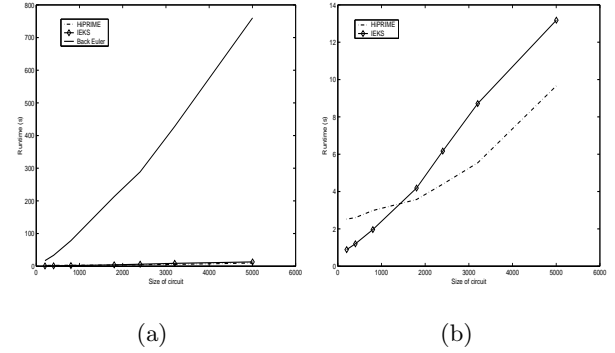 800
700
600
500
400
300
200
100
0
Runtime (s)
HiPRIME
IEKS
Back Euler
0 1000 2000 3000 4000 5000 6000
Size of circuit
(a)
14
12
10
8
6
4
2
0
Runtime (s)
HiPRIME
IEKS
0 1000 2000 3000 4000 5000 6000
Size of circuit
(b)